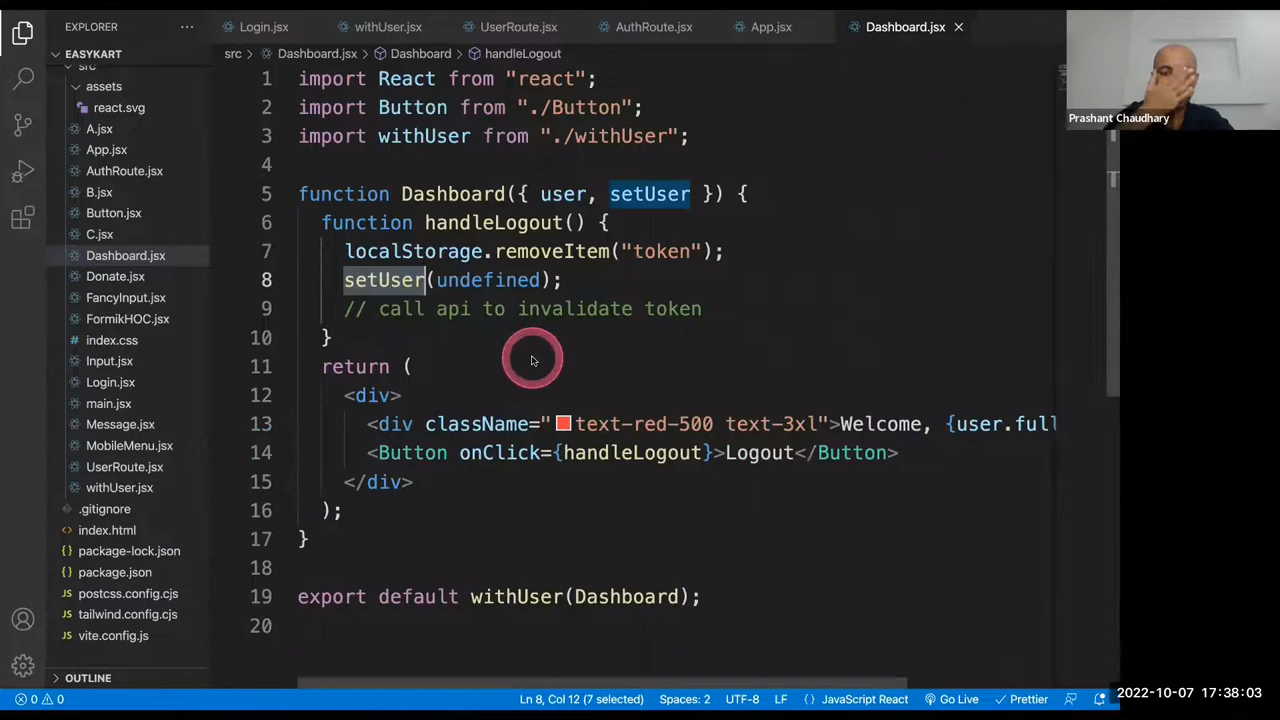 EXPLORER
Login.jsx
withUser.jsx
UserRoute.jsx
AuthRoute.jsx
App.jsx
Dashboard.jsx
EASYKART
src
assets
react.svg
A.jsx
App.jsx
AuthRoute.jsx
B.jsx
Button.jsx
C.jsx
Dashboard.jsx
Donate.jsx
FancyInput.jsx
FormikHOC.jsx
index.css
Input.jsx
Login.jsx
main.jsx
Message.jsx
MobileMenu.jsx
UserRoute.jsx
withUser.jsx
.gitignore
index.html
package-lock.json
package.json
postcss.config.cjs
tailwind.config.cjs
vite.config.js
OUTLINE
src > Dashboard.jsx > Dashboard > handleLogout
1 import React from "react";
2 import Button from "./Button";
3 import withUser from "./withUser";
4
5 function Dashboard({ user, setUser }) {
6 function handleLogout() {
7 localStorage.removeItem("token");
8 setUser(undefined);
9 // call api to invalidate token
10 }
11 return (
12 <div>
13 <div className="text-red-500 text-3xl">Welcome, {user.full
14 <Button onClick={handleLogout}>Logout</Button>
15 </div>
16 );
17 }
18
19 export default withUser(Dashboard);
20
Prashant Chaudhary
0 0
Ln 8, Col 12 (7 selected)
Spaces: 2
UTF-8
LF
{ } JavaScript React
Go Live
Prettier
2022-10-07 17:38:03